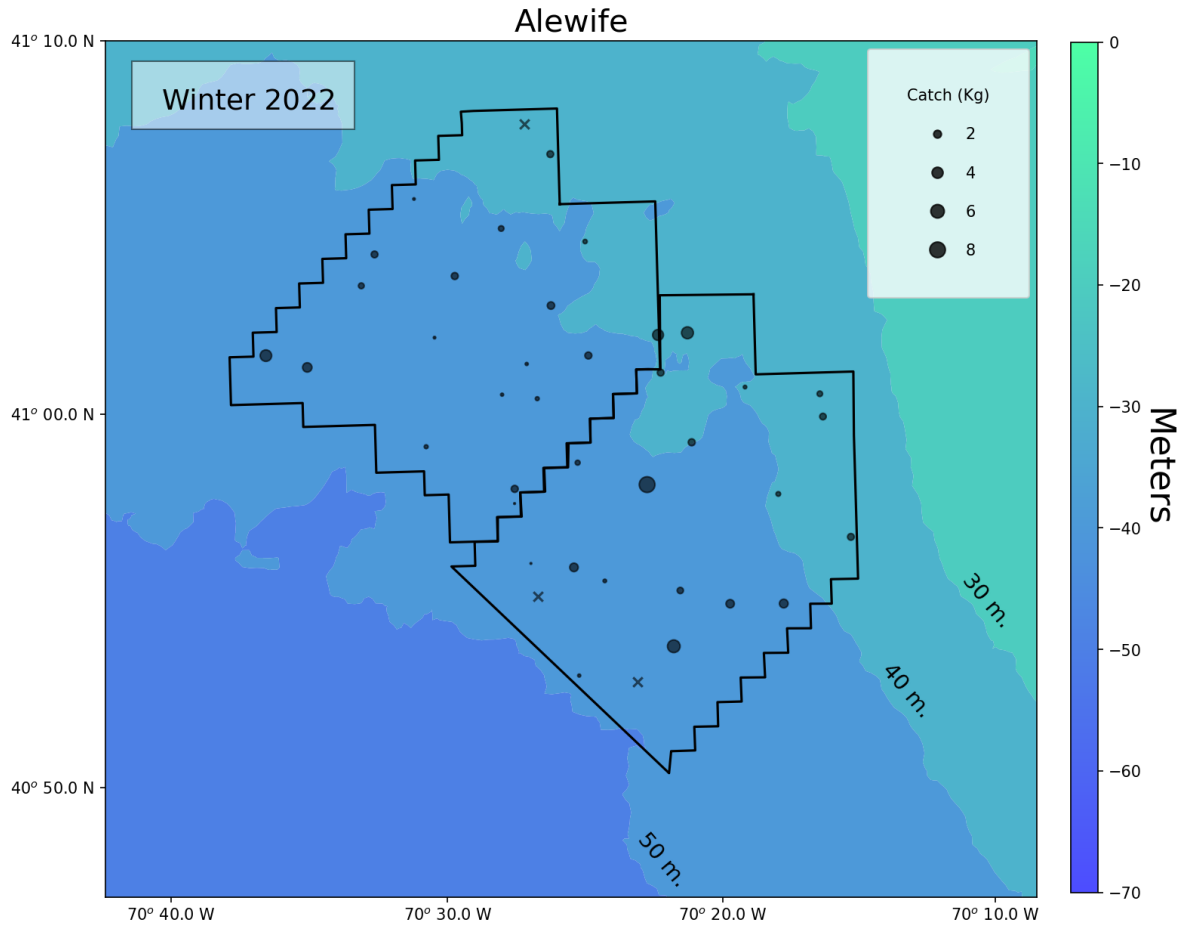 Alewife
41° 10.0 N
41° 00.0 N
40° 50.0 N
Winter 2022
Catch (Kg)
2
4
6
8
30 m.
40 m.
50 m.
70° 40.0 W
70° 30.0 W
70° 20.0 W
70° 10.0 W
0
−10
−20
−30
−40
−50
−60
−70
Meters